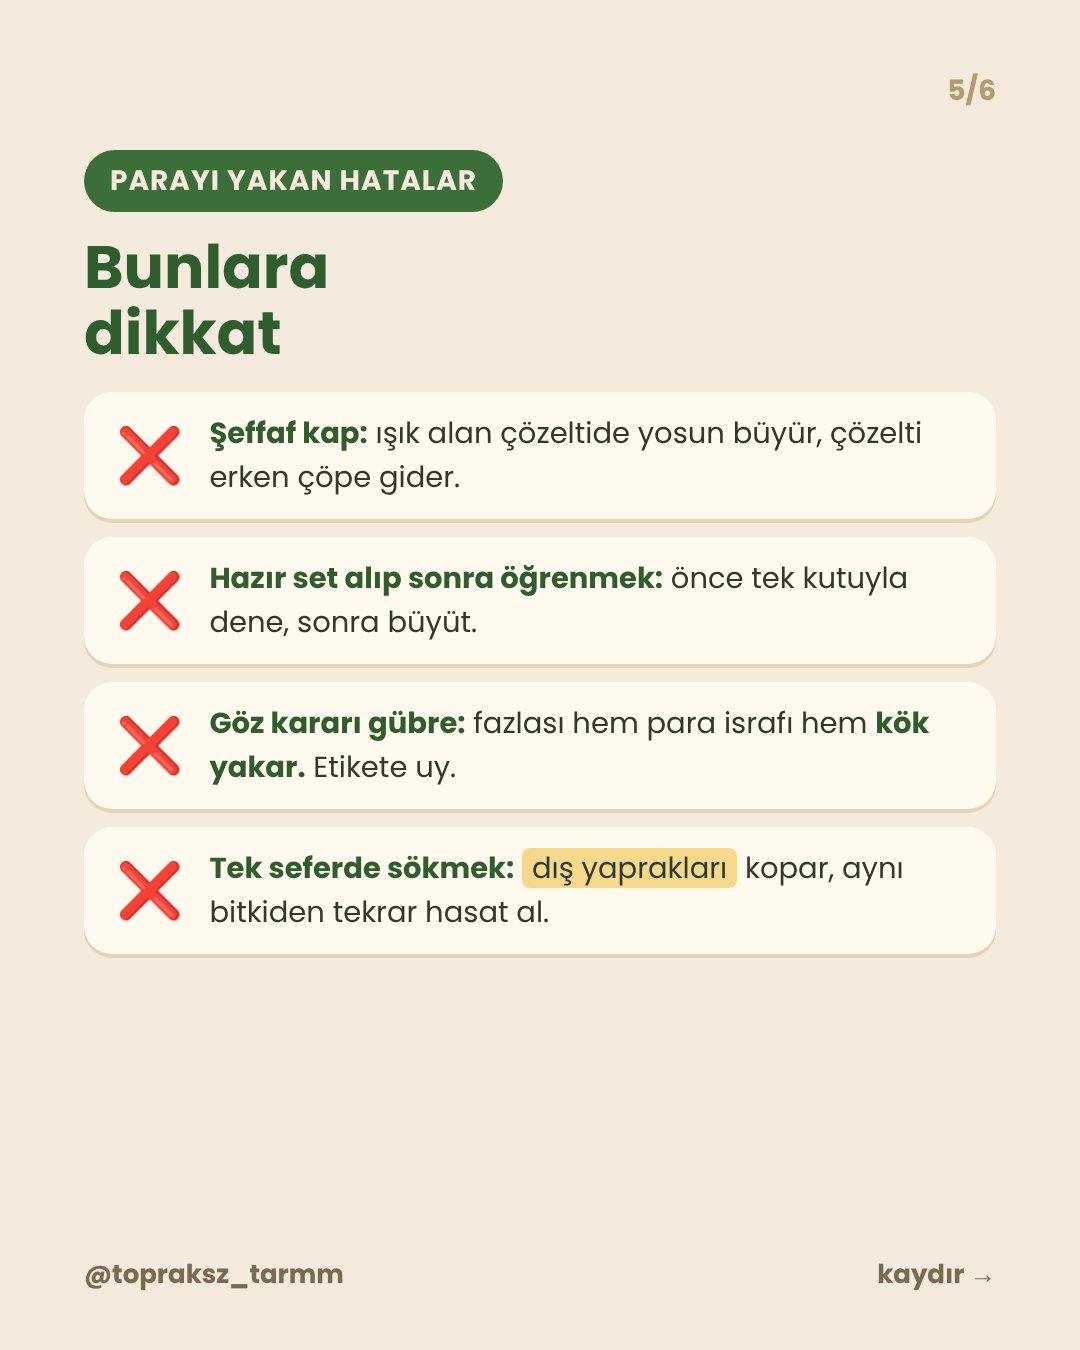 5/6
PARAYI YAKAN HATALAR
Bunlara
dikkat
❌ Şeffaf kap: ışık alan çözeltide yosun büyür, çözelti
erken çöpe gider.
❌ Hazır set alıp sonra öğrenmek: önce tek kutuyla
dene, sonra büyüt.
❌ Göz kararı gübre: fazlası hem para israfı hem kök
yakar. Etikete uy.
❌ Tek seferde sökmek: dış yaprakları kopar, aynı
bitkiden tekrar hasat al.
@topraksz_tarmm
kaydır →